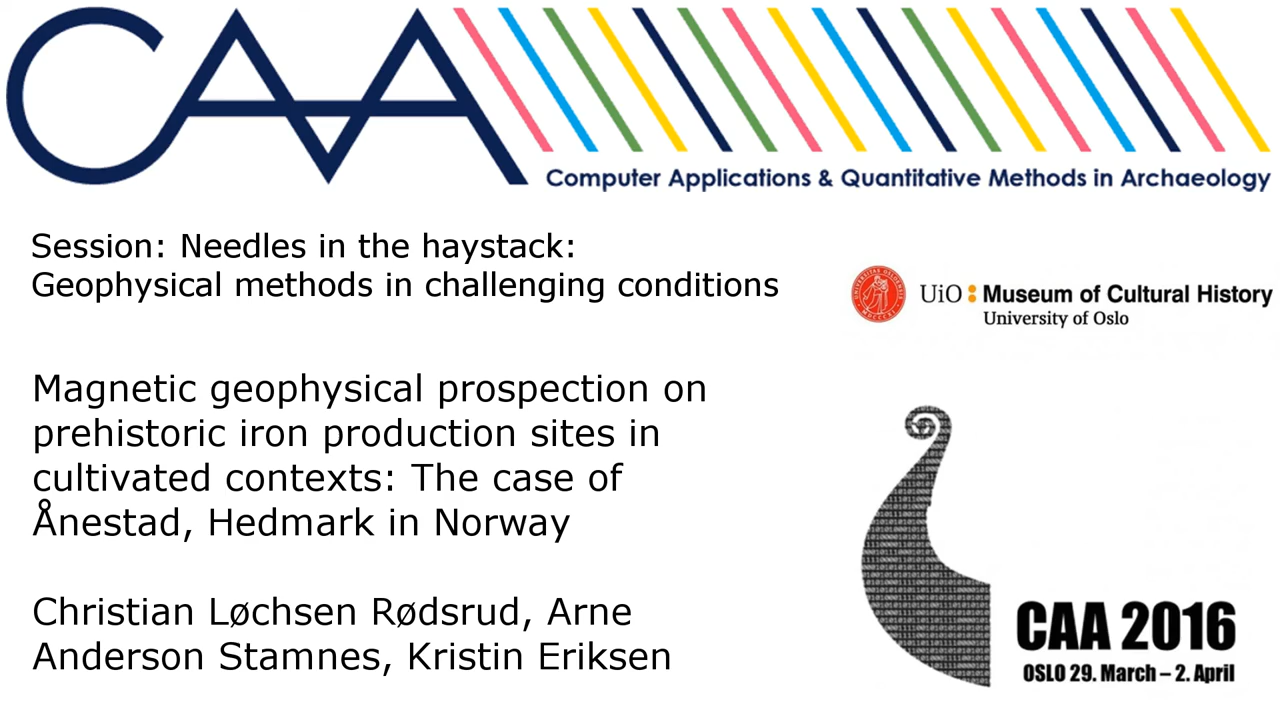 CAA
Computer Applications & Quantitative Methods in Archaeology
Session: Needles in the haystack:
Geophysical methods in challenging conditions
UiO : Museum of Cultural History
University of Oslo
Magnetic geophysical prospection on
prehistoric iron production sites in
cultivated contexts: The case of
Ånestad, Hedmark in Norway
Christian Løchsen Rødsrud, Arne
Anderson Stamnes, Kristin Eriksen
CAA 2016
OSLO 29. March – 2. April